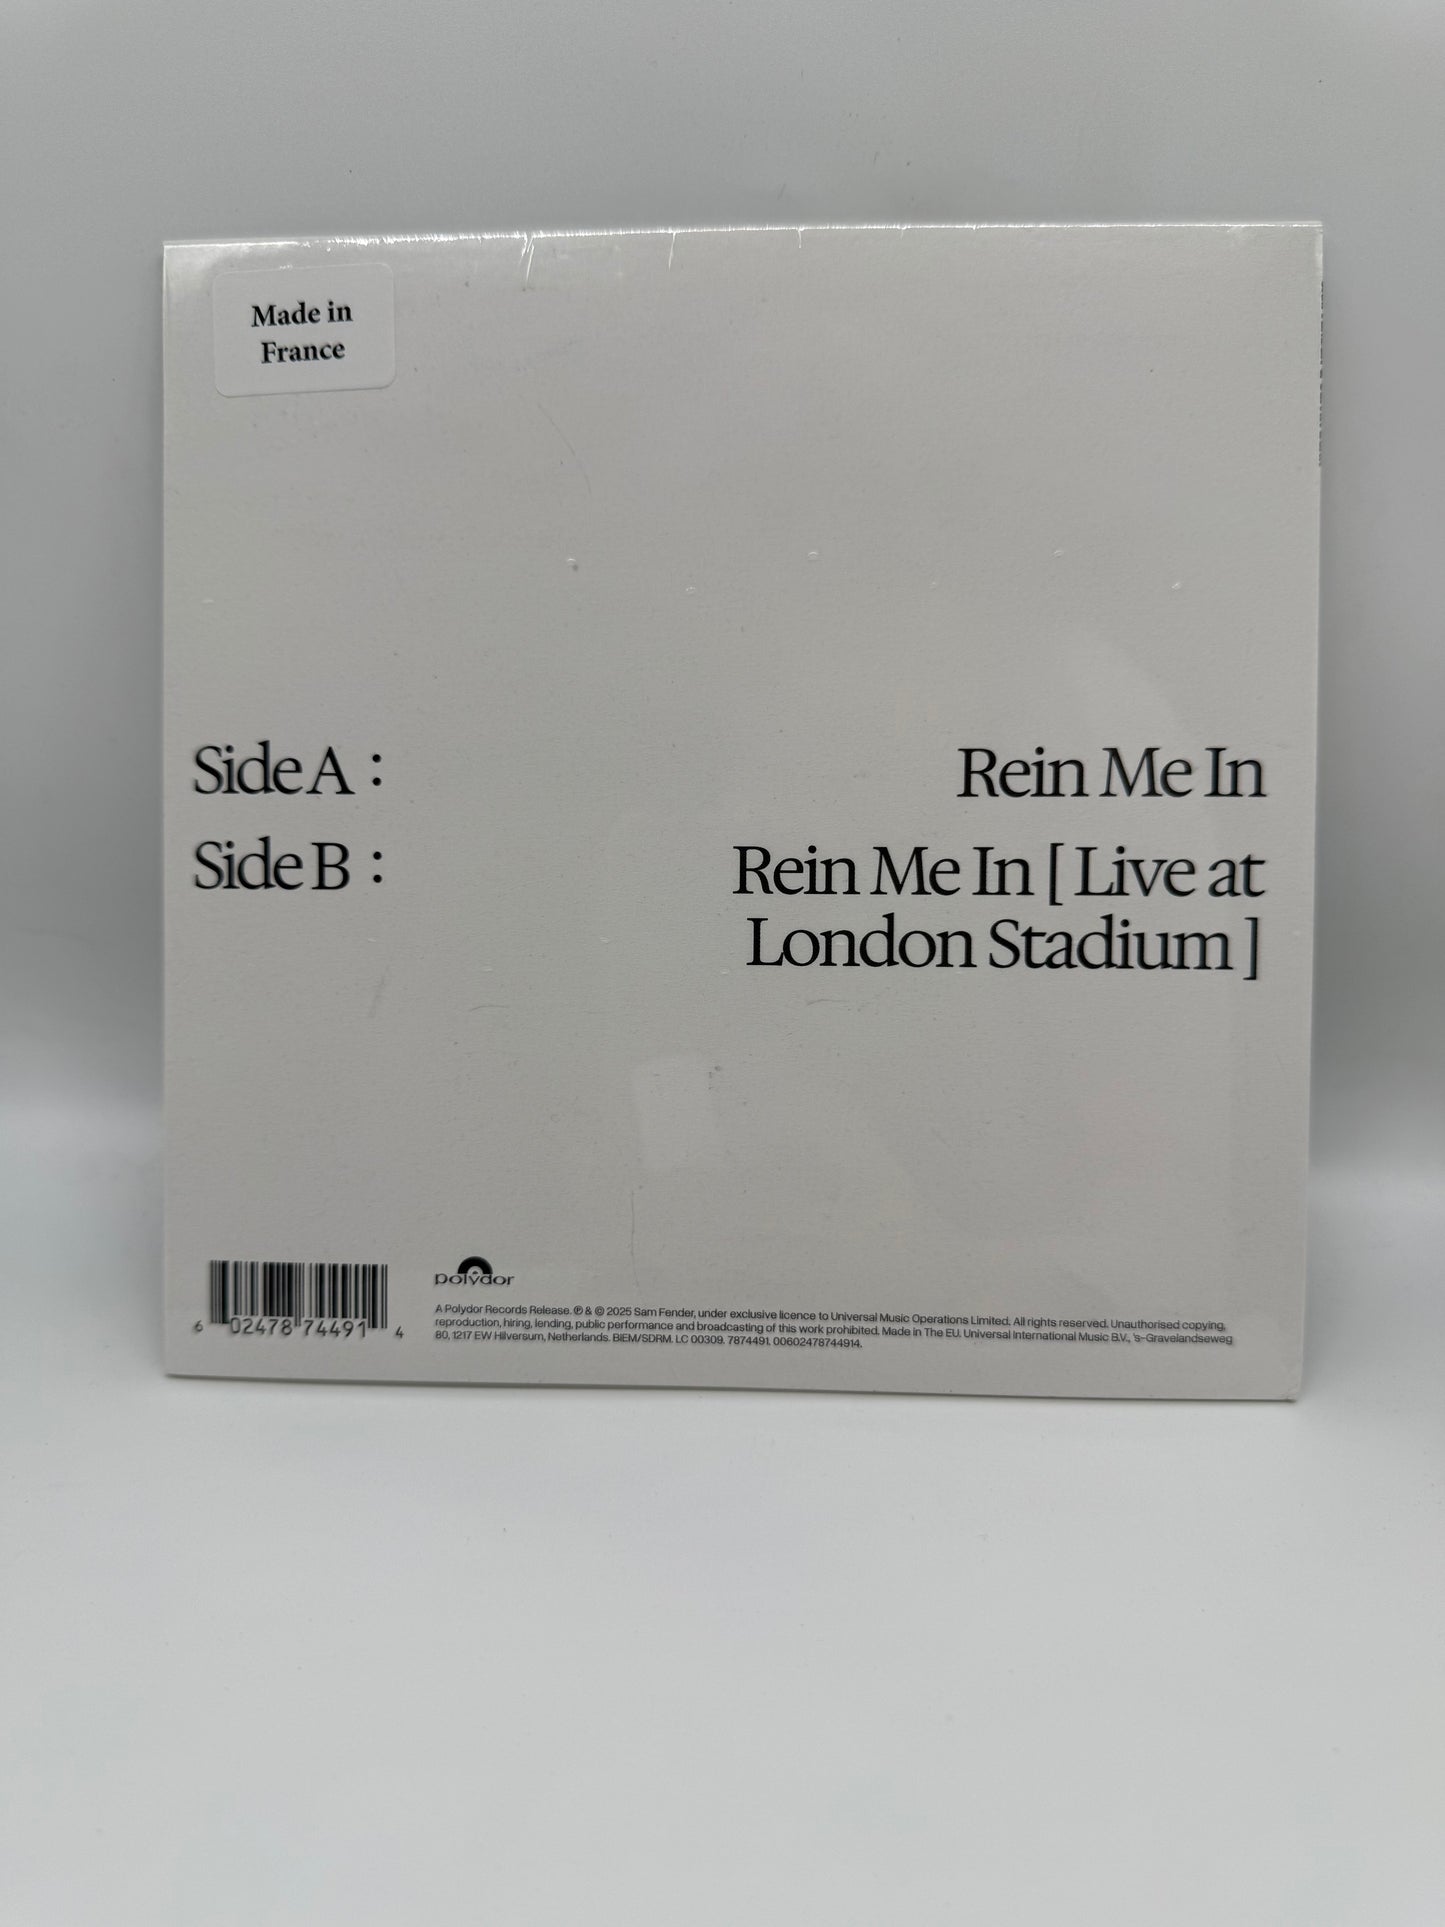 Made in
France
Side A : Rein Me In
Side B : Rein Me In [ Live at
London Stadium ]
6 02478 74491 4
polydor
A Polydor Records Release. ℗ & © 2025 Sam Fender, under exclusive licence to Universal Music Operations Limited. All rights reserved. Unauthorised copying,
reproduction, hiring, lending, public performance and broadcasting of this work prohibited. Made in The EU. Universal International Music B.V., 's-Gravelandseweg
80, 1217 EW Hilversum, Netherlands. BIEM/SDRM. LC 00309. 7874491. 00602478744914.